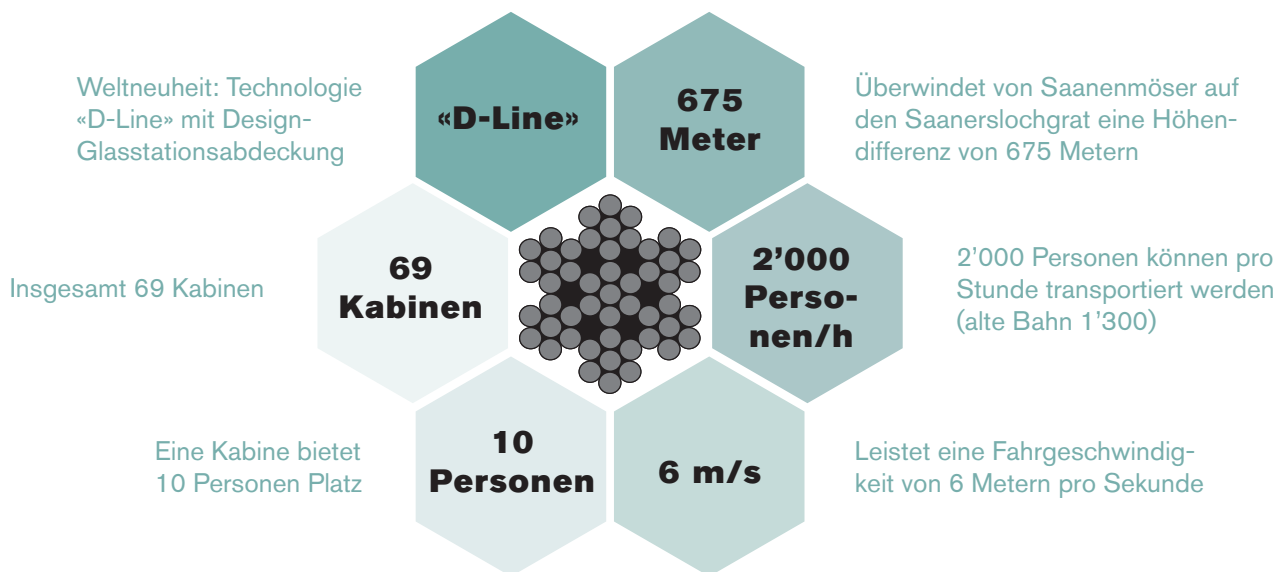 Weltneuheit: Technologie
«D-Line» mit Design-
Glasstationsabdeckung
«D-Line»
675
Meter
Überwindet von Saanenmöser auf
den Saanerslochgrat eine Höhen-
differenz von 675 Metern
Insgesamt 69 Kabinen
69
Kabinen
2’000
Perso-
nen/h
2’000 Personen können pro
Stunde transportiert werden
(alte Bahn 1’300)
Eine Kabine bietet
10 Personen Platz
10
Personen
6 m/s
Leistet eine Fahrgeschwindig-
keit von 6 Metern pro Sekunde